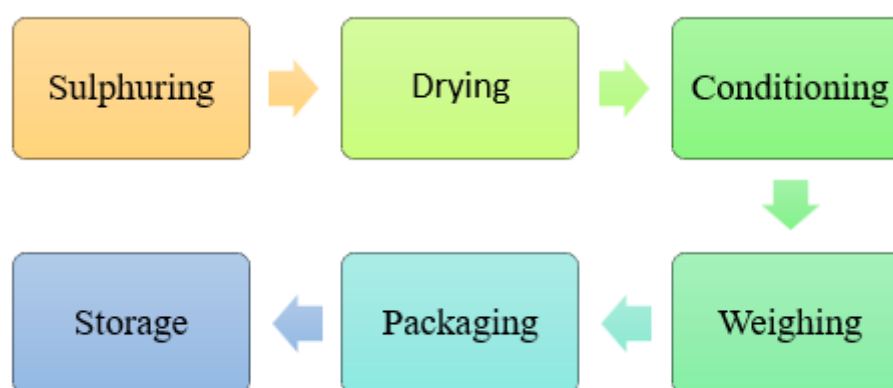 Sulphuring
Drying
Conditioning
Weighing
Packaging
Storage